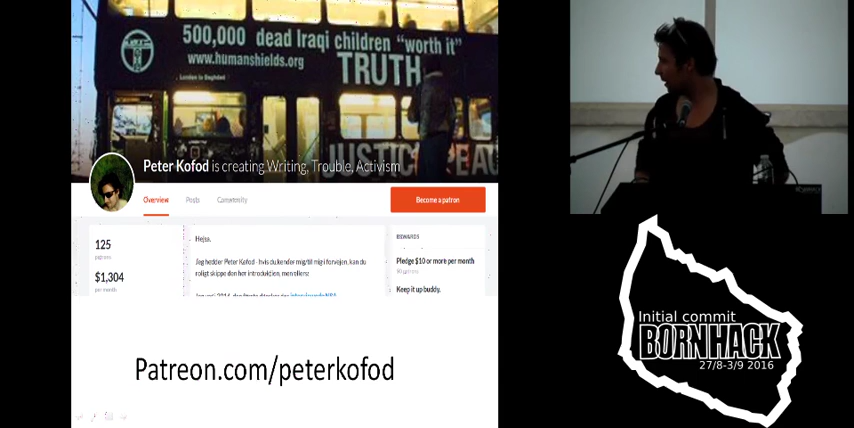 500,000 dead Iraqi children "worth it"
www.humanshields.org
TRUTH
London to Baghdad
JUSTICE
PEAC
Peter Kofod is creating Writing, Trouble, Activism
Overview Posts Community
Become a patron
125
patrons
$1,304
per month
Hejsa,
Jeg hedder Peter Kofod - hvis du kender mig til mig i forvejen, kan du
roligt skippe den her introduktion, men ellers:
Pledge $10 or more per month
Keep it up buddy.
Patreon.com/peterkofod
Initial commit
BORNHACK
27/8-3/9 2016